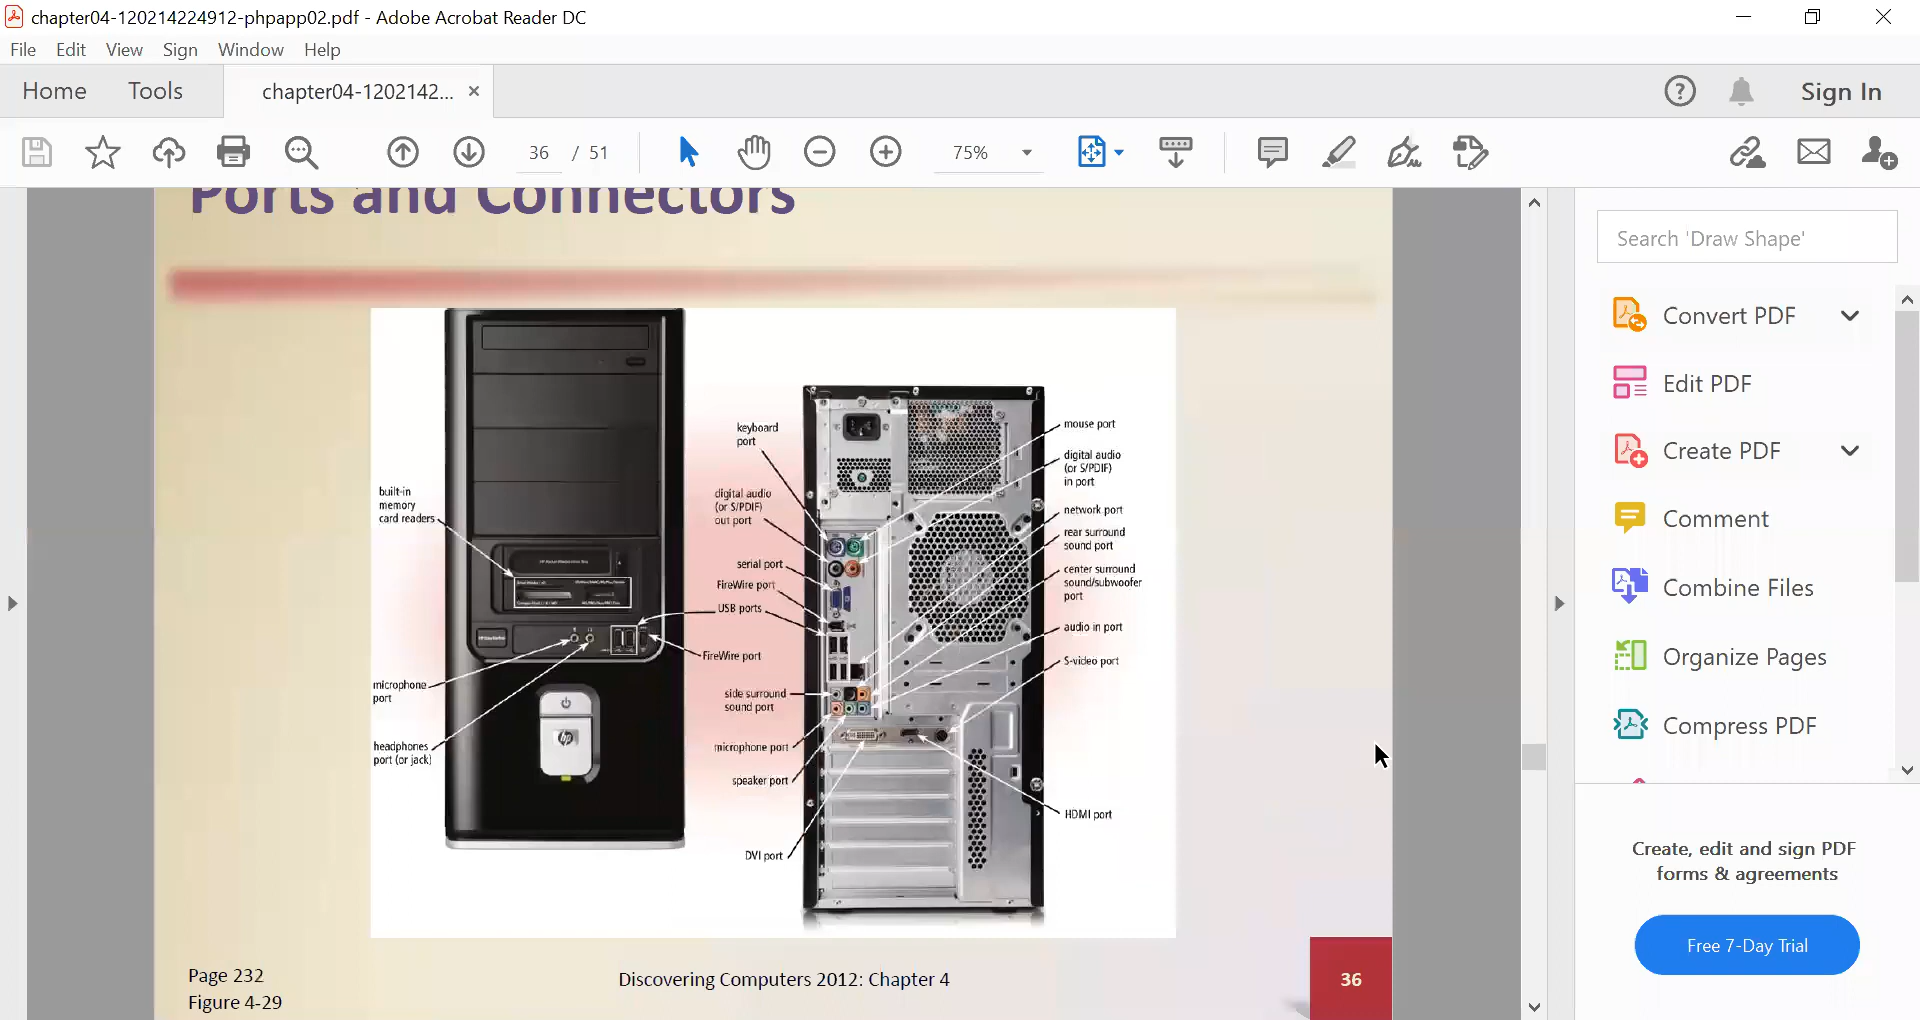 chapter04-120214224912-phpapp02.pdf - Adobe Acrobat Reader DC
File Edit View Sign Window Help
Home Tools chapter04-1202142... × Sign In
36 / 51 75%
Ports and Connectors
built-in
memory
card readers
microphone
port
headphones
port (or jack)
keyboard
port
digital audio
(or S/PDIF)
out port
serial port
FireWire port
USB ports
FireWire port
side surround
sound port
microphone port
speaker port
DVI port
mouse port
digital audio
(or S/PDIF)
in port
network port
rear surround
sound port
center surround
sound/subwoofer
port
audio in port
S-video port
HDMI port
hp
Page 232
Figure 4-29
Discovering Computers 2012: Chapter 4
36
Search 'Draw Shape'
Convert PDF
Edit PDF
Create PDF
Comment
Combine Files
Organize Pages
Compress PDF
Create, edit and sign PDF
forms & agreements
Free 7-Day Trial